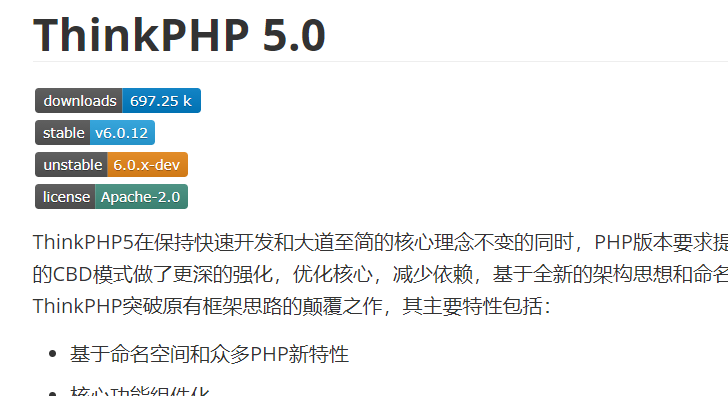 ThinkPHP 5.0
downloads 697.25 k
stable v6.0.12
unstable 6.0.x-dev
license Apache-2.0
ThinkPHP5在保持快速开发和大道至简的核心理念不变的同时，PHP版本要求提
的CBD模式做了更深的强化，优化核心，减少依赖，基于全新的架构思想和命名
ThinkPHP突破原有框架思路的颠覆之作，其主要特性包括：
• 基于命名空间和众多PHP新特性
• 核心功能组件化